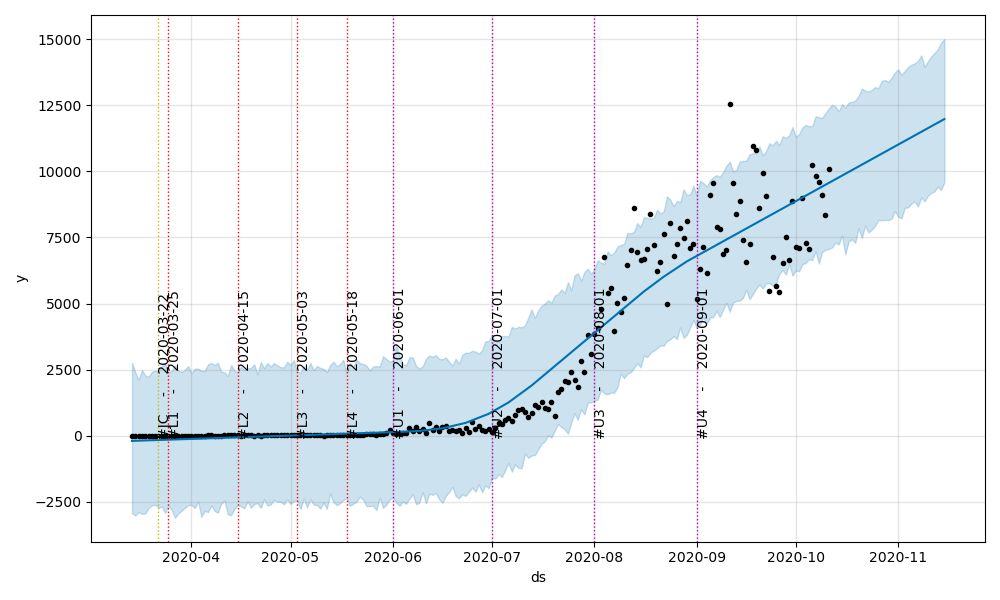 15000
12500
10000
7500
5000
2500
0
−2500
y
#JC - 2020-03-22
#L1 - 2020-03-25
#L2 - 2020-04-15
#L3 - 2020-05-03
#L4 - 2020-05-18
#U1 - 2020-06-01
#U2 - 2020-07-01
#U3 - 2020-08-01
#U4 - 2020-09-01
2020-04
2020-05
2020-06
2020-07
2020-08
2020-09
2020-10
2020-11
ds